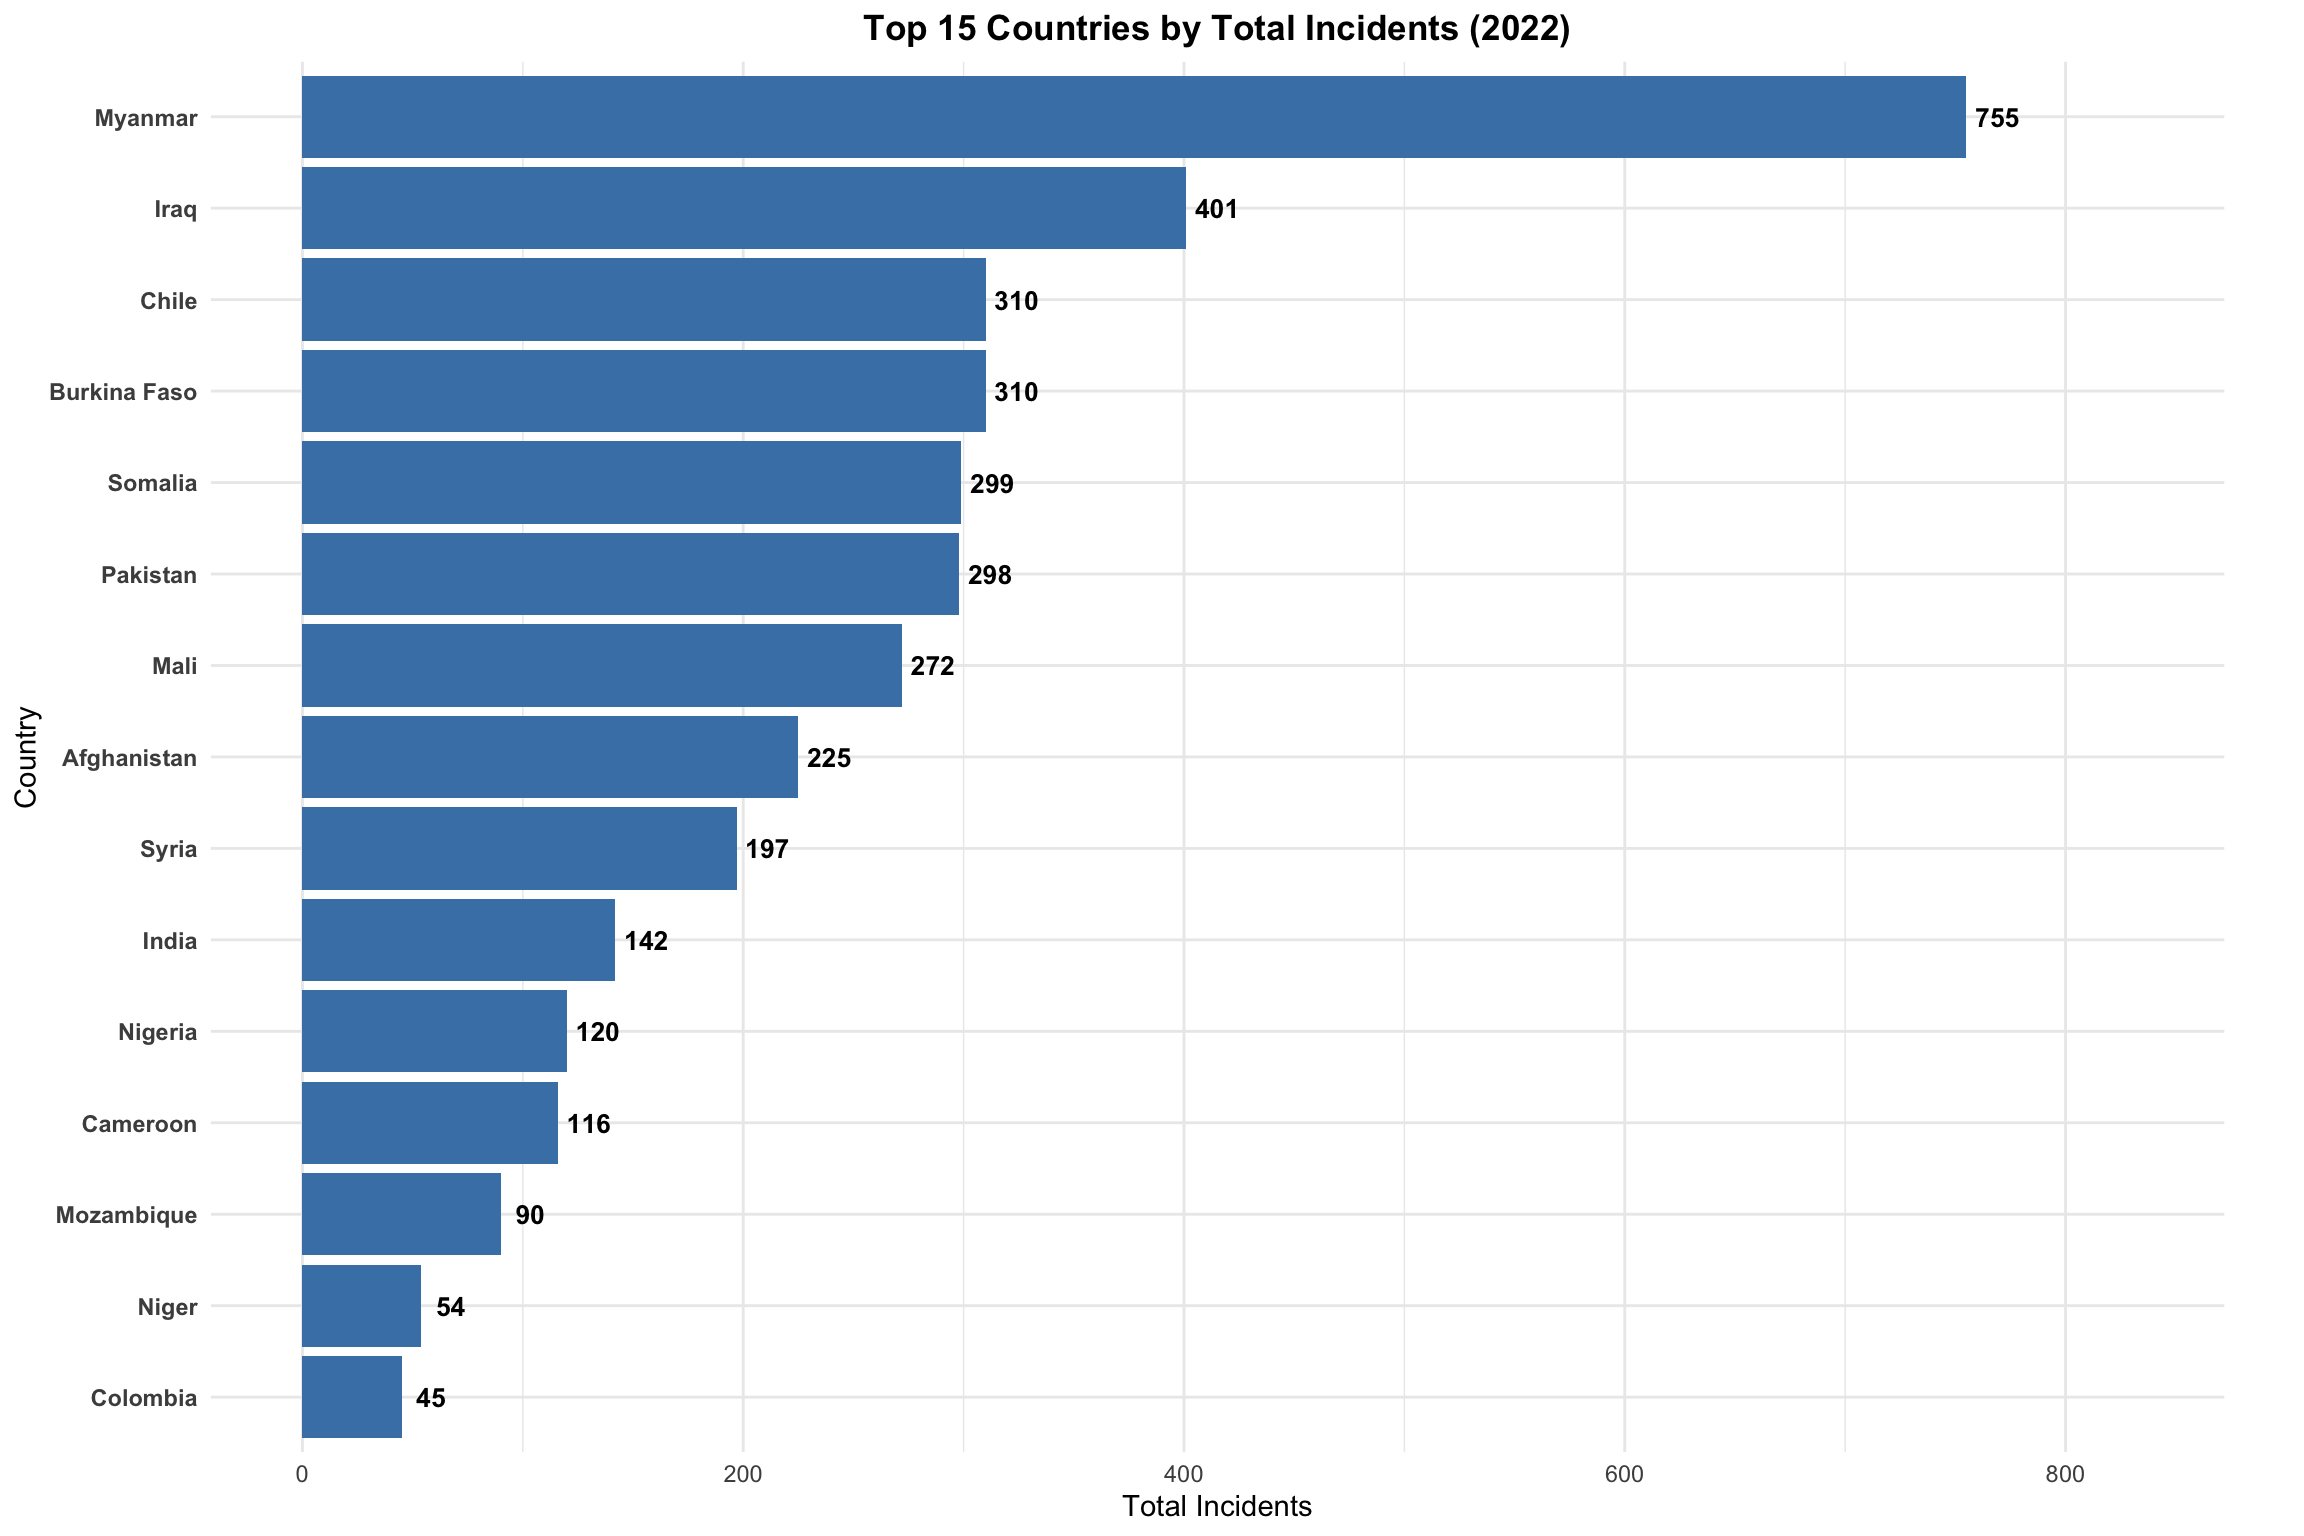 Top 15 Countries by Total Incidents (2022)
Myanmar 755
Iraq 401
Chile 310
Burkina Faso 310
Somalia 299
Pakistan 298
Mali 272
Afghanistan 225
Syria 197
India 142
Nigeria 120
Cameroon 116
Mozambique 90
Niger 54
Colombia 45
Country
0 200 400 600 800
Total Incidents